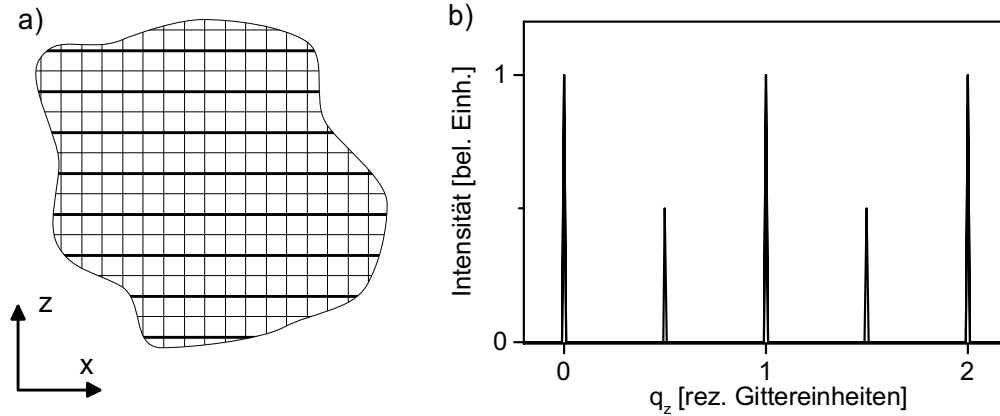 a)
z
x
b)
Intensität [bel. Einh.]
1
0
0 1 2
q_z [rez. Gittereinheiten]